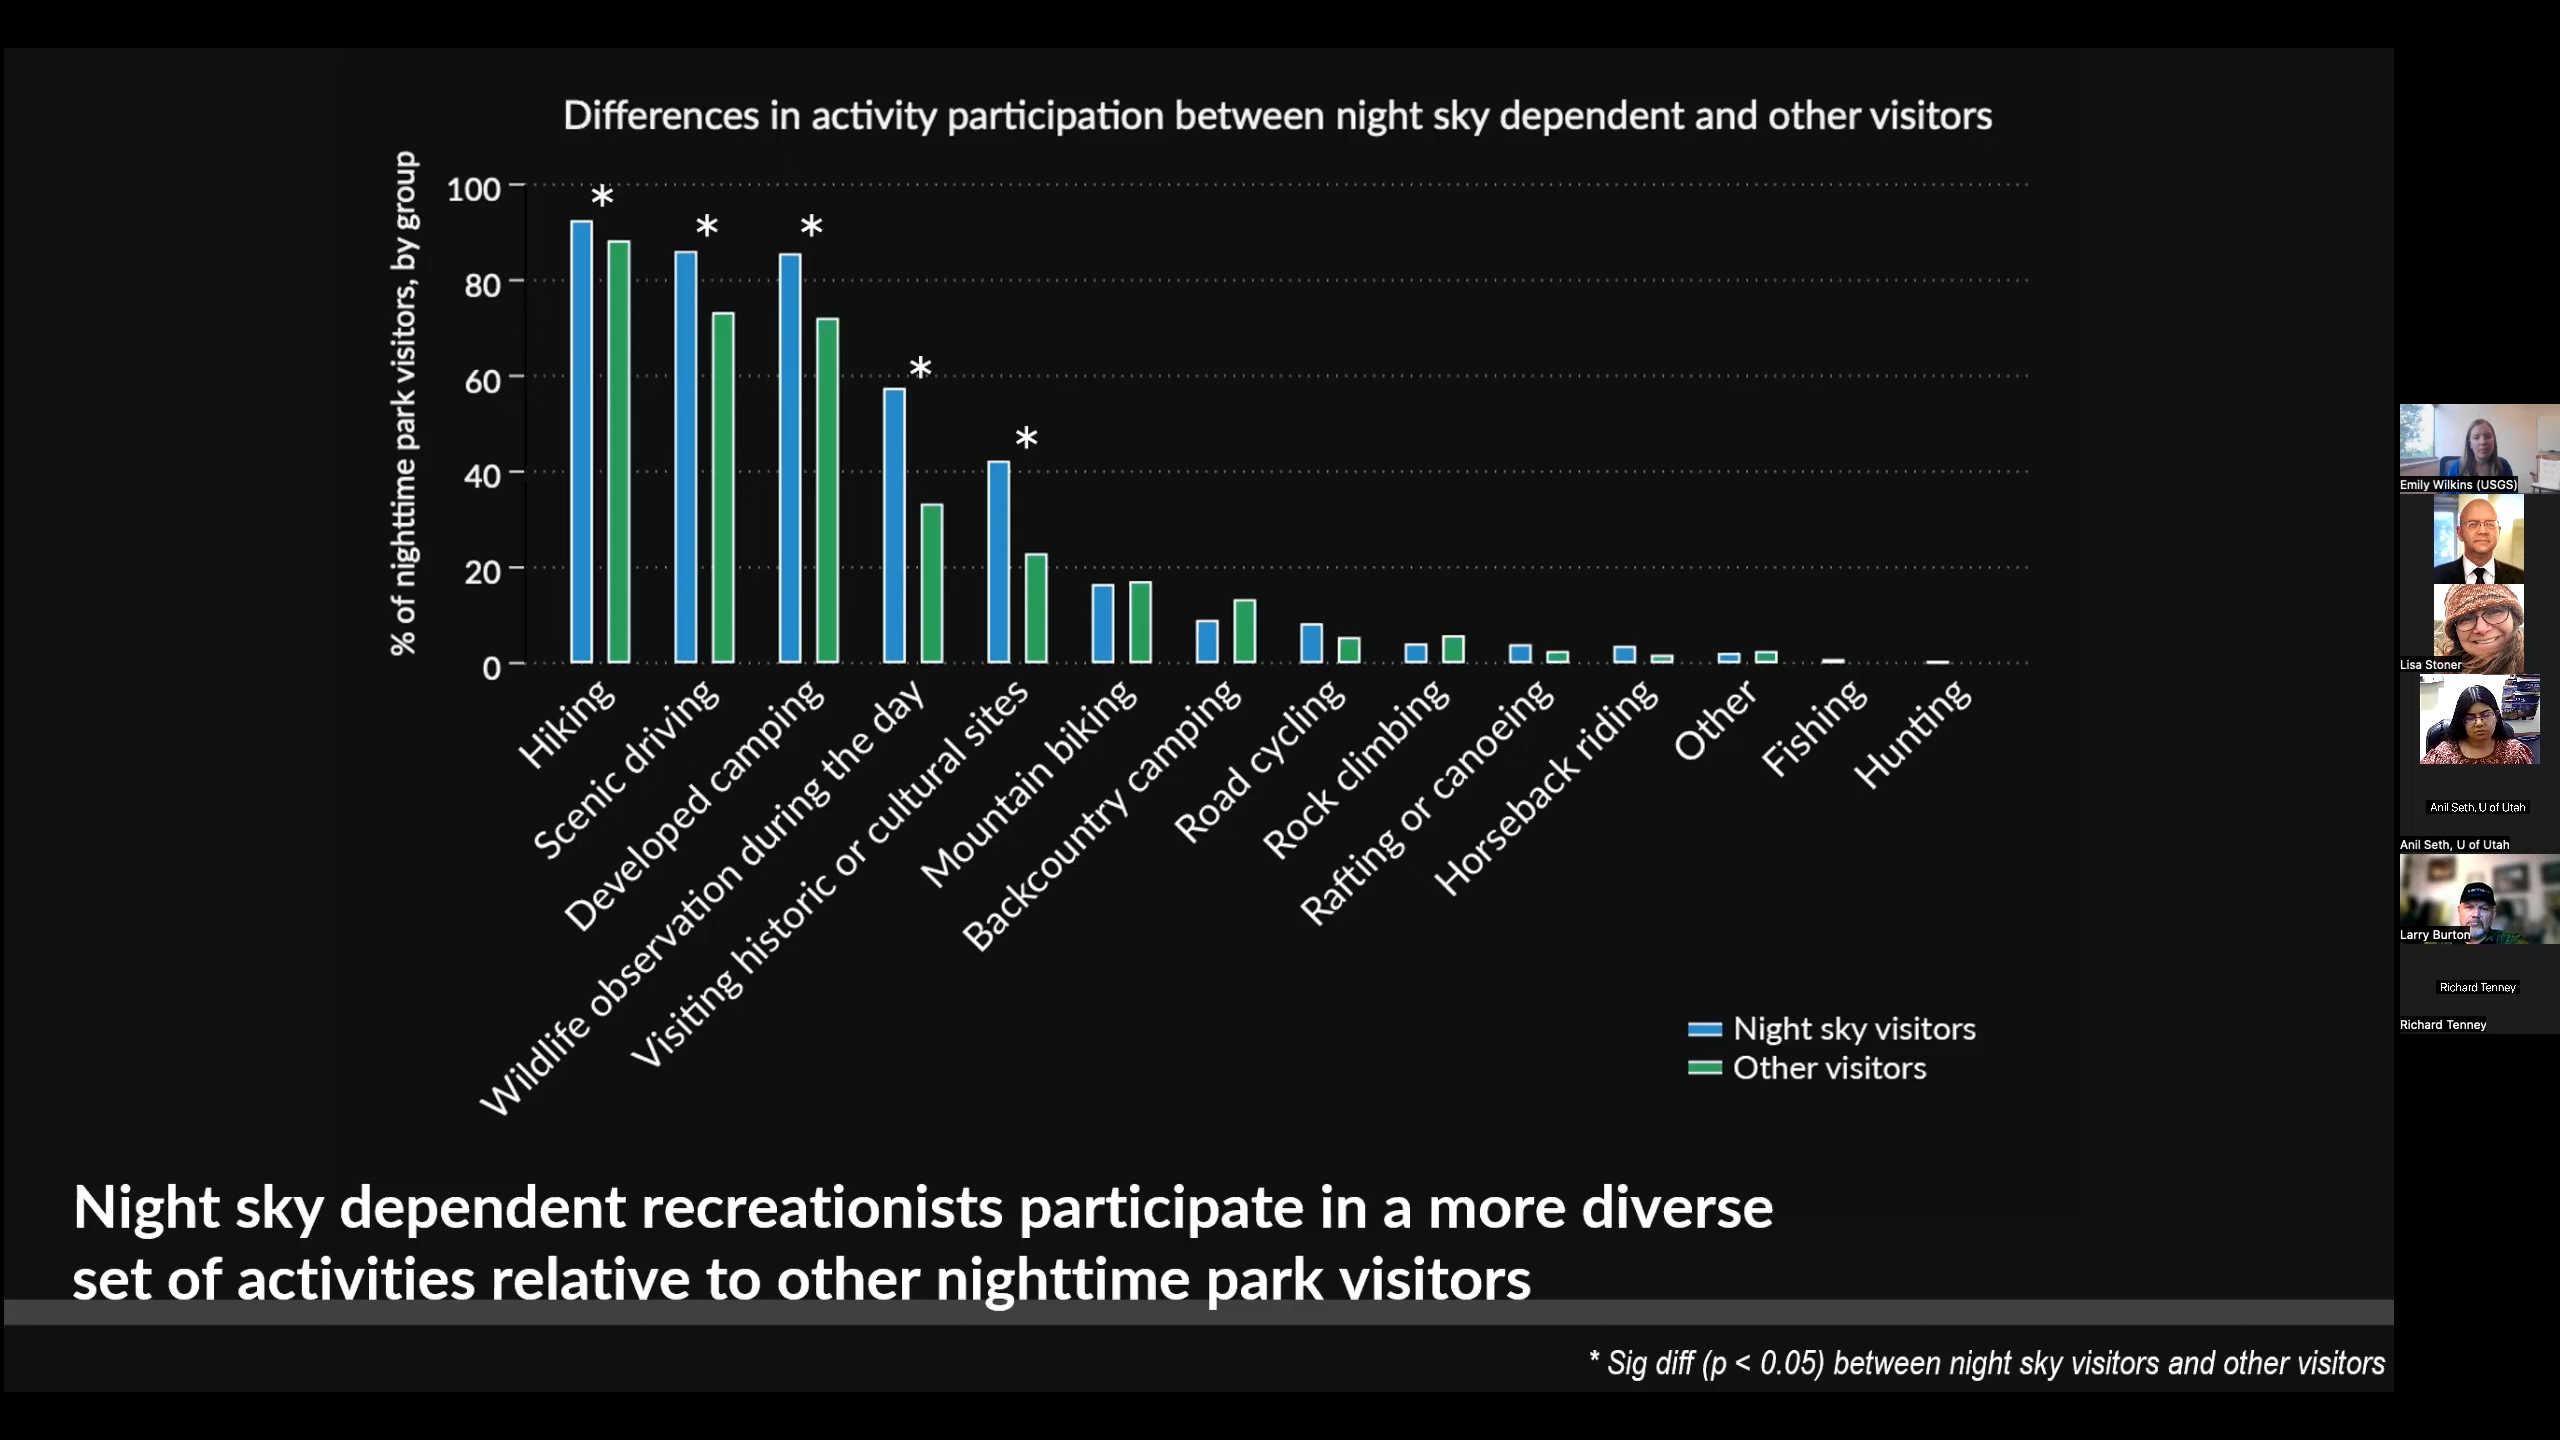 Differences in activity participation between night sky dependent and other visitors
% of nighttime park visitors, by group
100
80
60
40
20
0
*
*
*
*
*
Hiking
Scenic driving
Developed camping
Wildlife observation during the day
Visiting historic or cultural sites
Mountain biking
Backcountry camping
Road cycling
Rock climbing
Rafting or canoeing
Horseback riding
Other
Fishing
Hunting
Night sky visitors
Other visitors
Night sky dependent recreationists participate in a more diverse
set of activities relative to other nighttime park visitors
* Sig diff (p < 0.05) between night sky visitors and other visitors
Emily Wilkins (USGS)
Lisa Stoner
Anil Seth, U of Utah
Anil Seth, U of Utah
Larry Burton
Richard Tenney
Richard Tenney